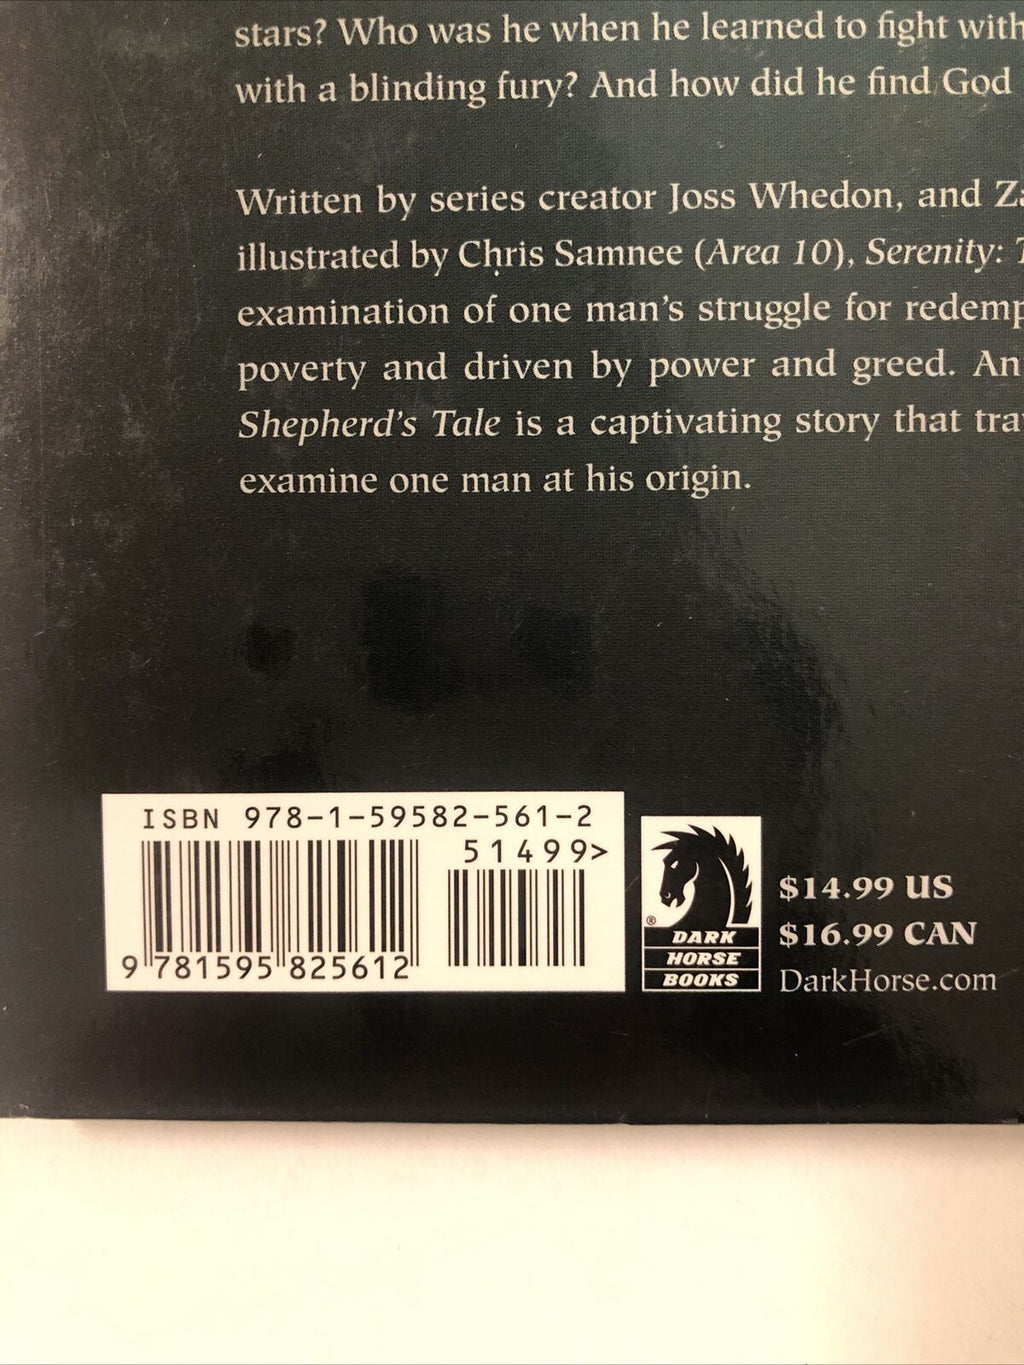 stars? Who was he when he learned to fight with
with a blinding fury? And how did he find God
Written by series creator Joss Whedon, and
illustrated by Chris Samnee (Area 10), Serenity:
examination of one man's struggle for
poverty and driven by power and greed. An
Shepherd's Tale is a captivating story that
examine one man at his origin.
ISBN 978-1-59582-561-2
51499>
9 781595 825612
®
DARK
HORSE
BOOKS
$14.99 US
$16.99 CAN
DarkHorse.com